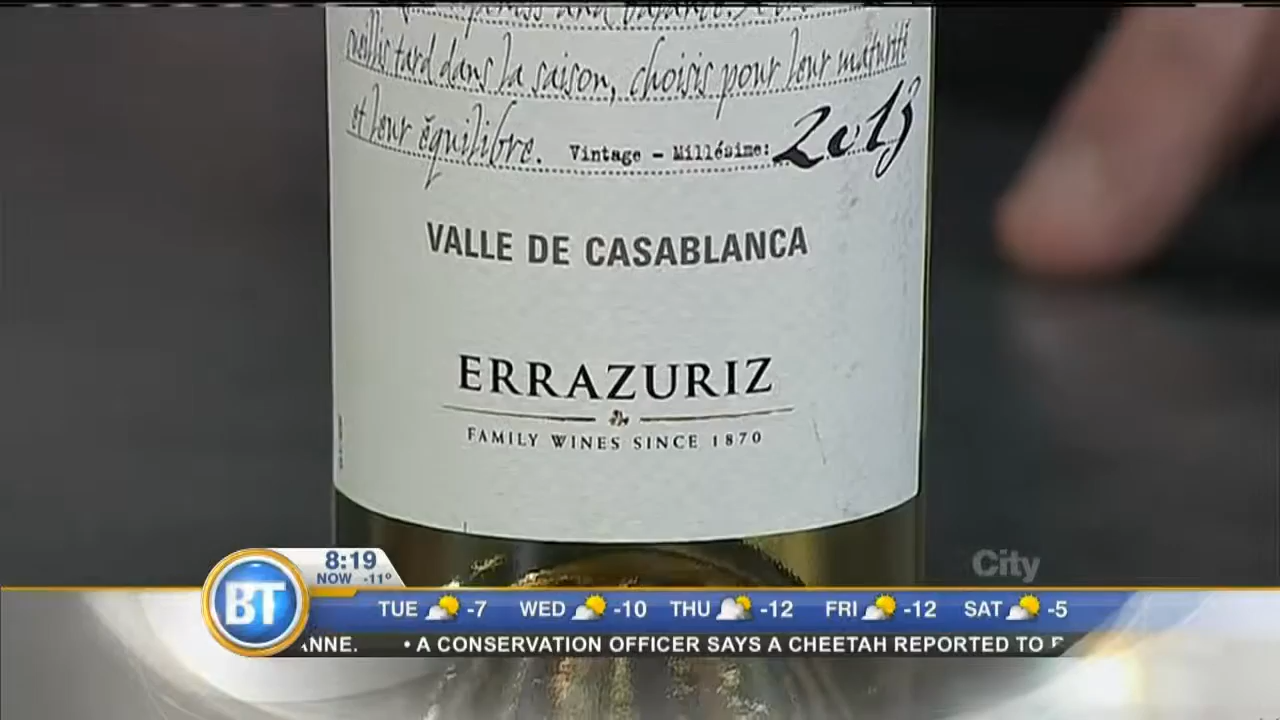 ueillis tard dans la saison, choisis pour leur maturité
et leur équilibre. Vintage - Millésime: 2013
VALLE DE CASABLANCA
ERRAZURIZ
FAMILY WINES SINCE 1870
City
8:19
NOW -11°
BT
TUE -7 WED -10 THU -12 FRI -12 SAT -5
ANNE. • A CONSERVATION OFFICER SAYS A CHEETAH REPORTED TO